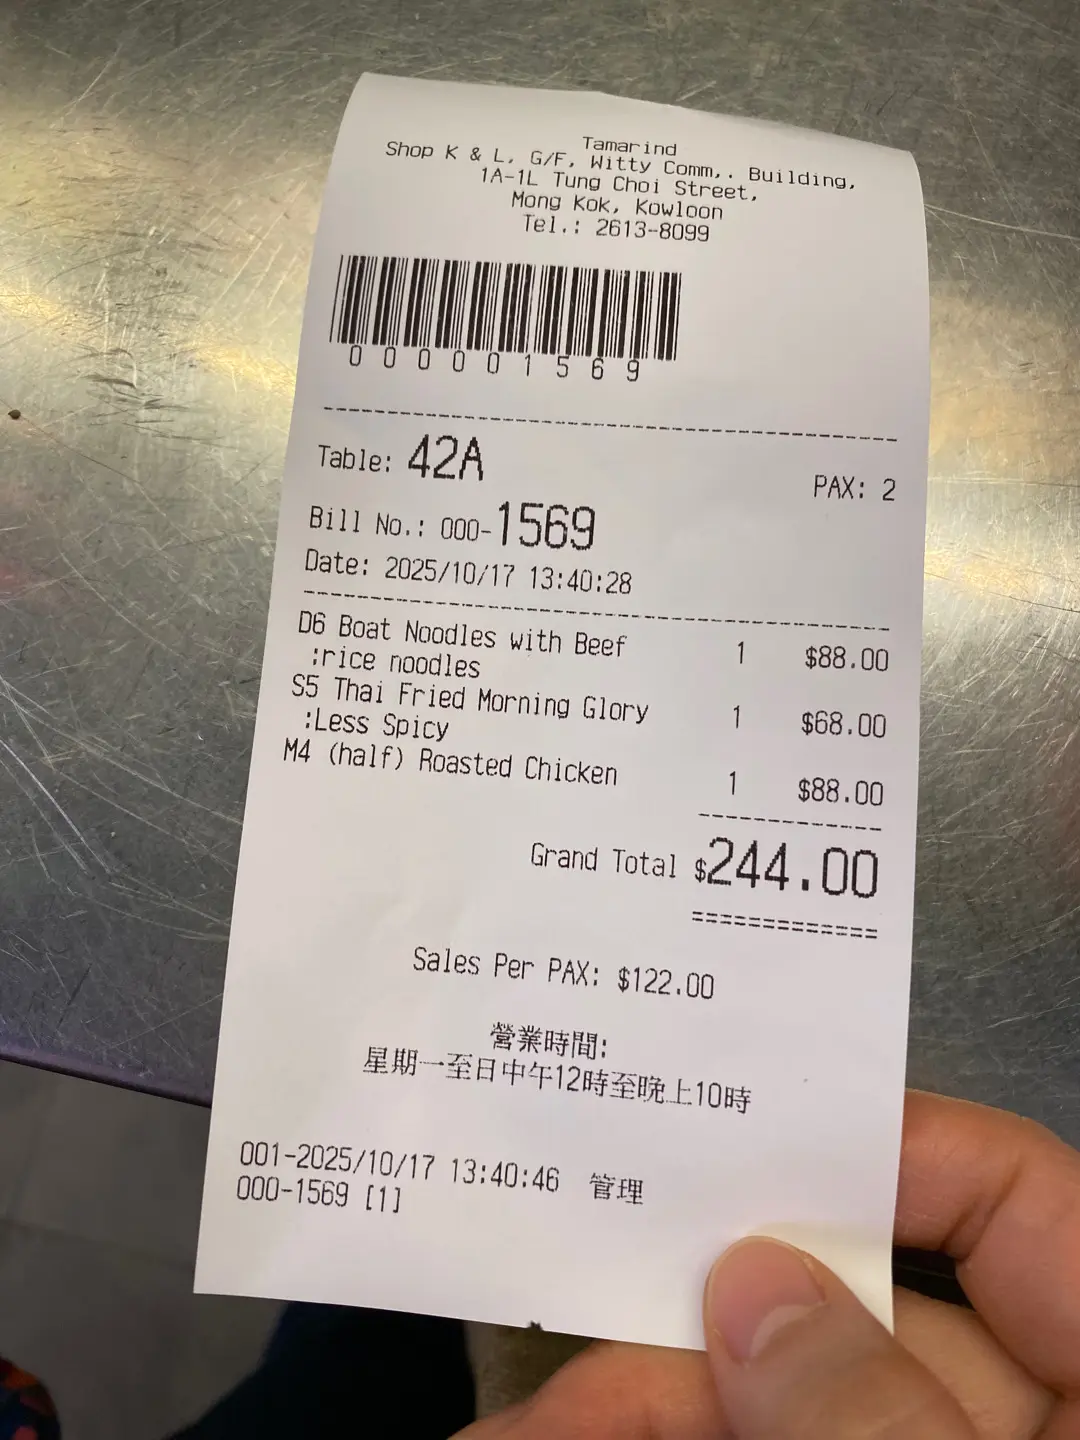 Tamarind
Shop K & L, G/F, Witty Comm,. Building,
1A-1L Tung Choi Street,
Mong Kok, Kowloon
Tel.: 2613-8099
000001569
Table: 42A PAX: 2
Bill No.: 000-1569
Date: 2025/10/17 13:40:28
D6 Boat Noodles with Beef 1 $88.00
:rice noodles
S5 Thai Fried Morning Glory 1 $68.00
:Less Spicy
M4 (half) Roasted Chicken 1 $88.00
Grand Total $244.00
Sales Per PAX: $122.00
營業時間:
星期一至日中午12時至晚上10時
001-2025/10/17 13:40:46 管理
000-1569 [1]